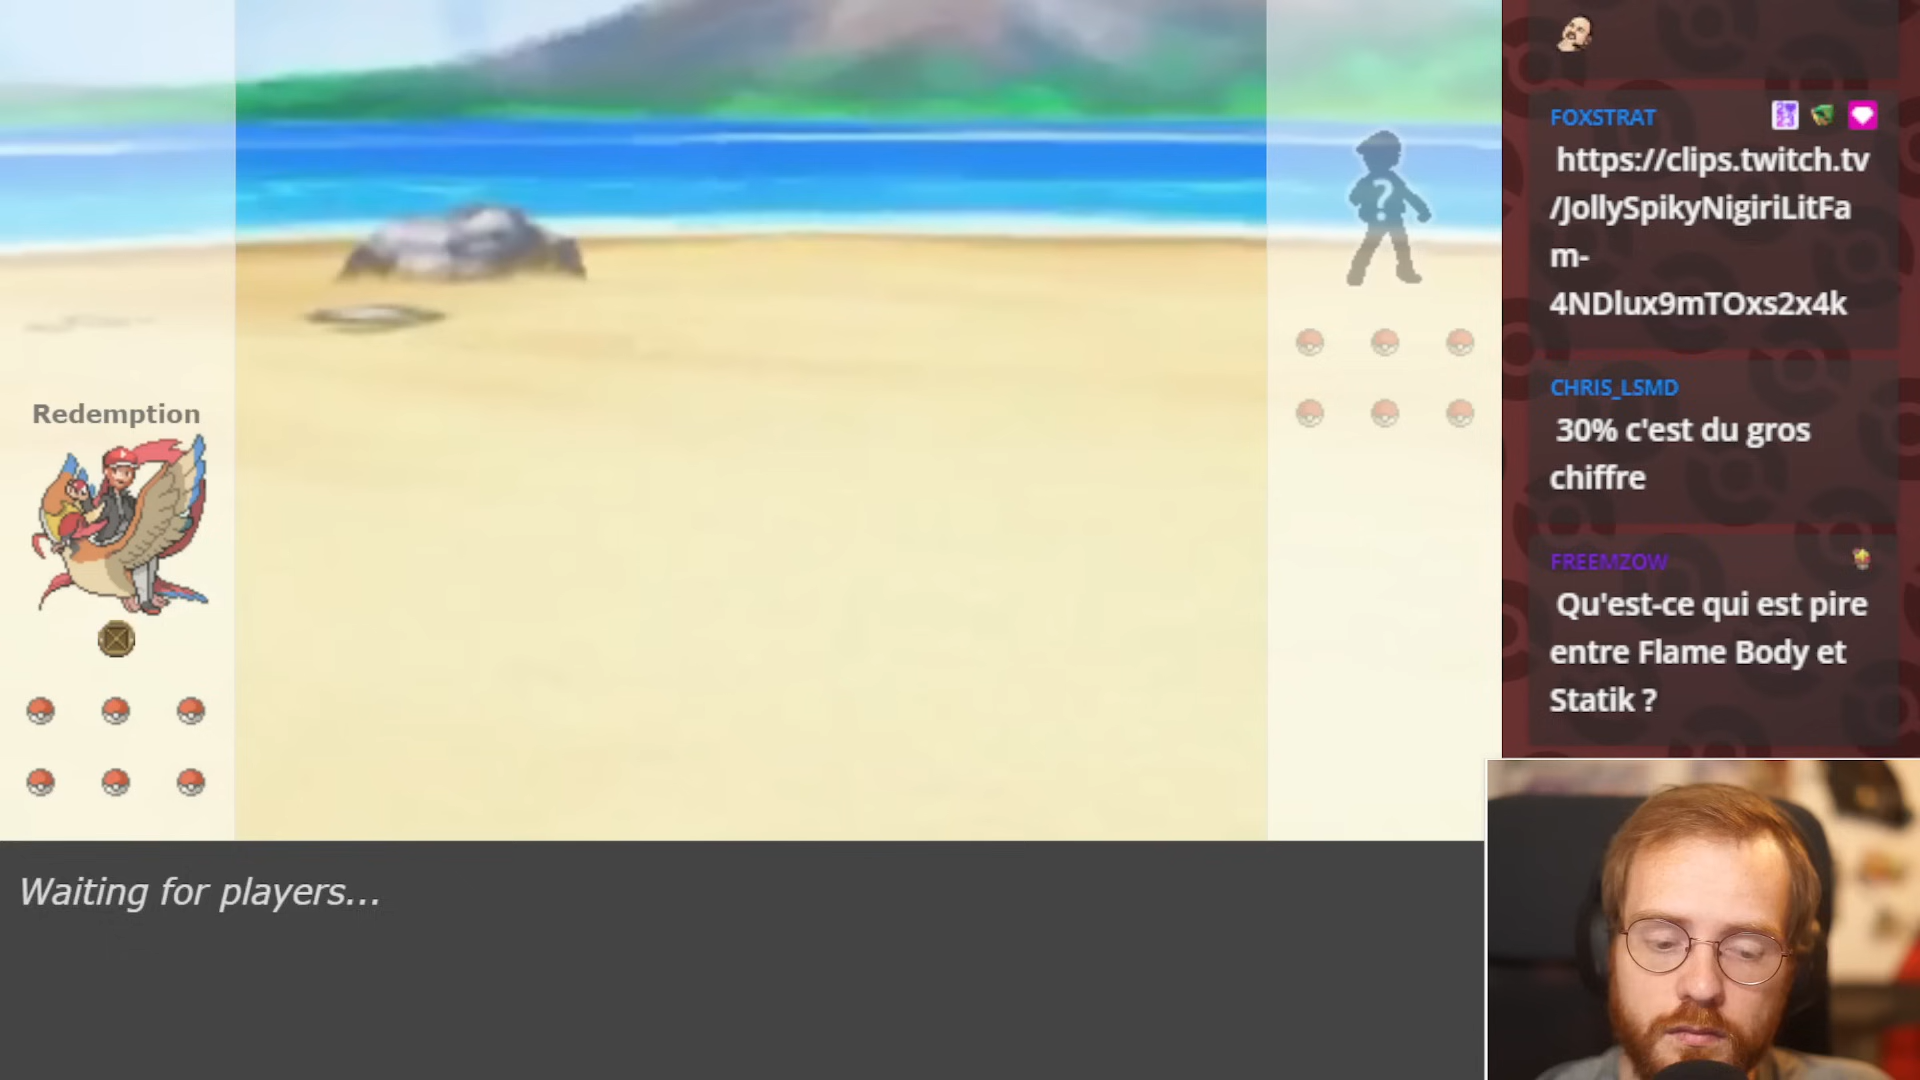 Redemption
Waiting for players...
?
FOXSTRAT
https://clips.twitch.tv
/JollySpikyNigiriLitFa
m-
4NDlux9mTOxs2x4k
CHRIS_LSMD
30% c'est du gros
chiffre
FREEMZOW
Qu'est-ce qui est pire
entre Flame Body et
Statik ?